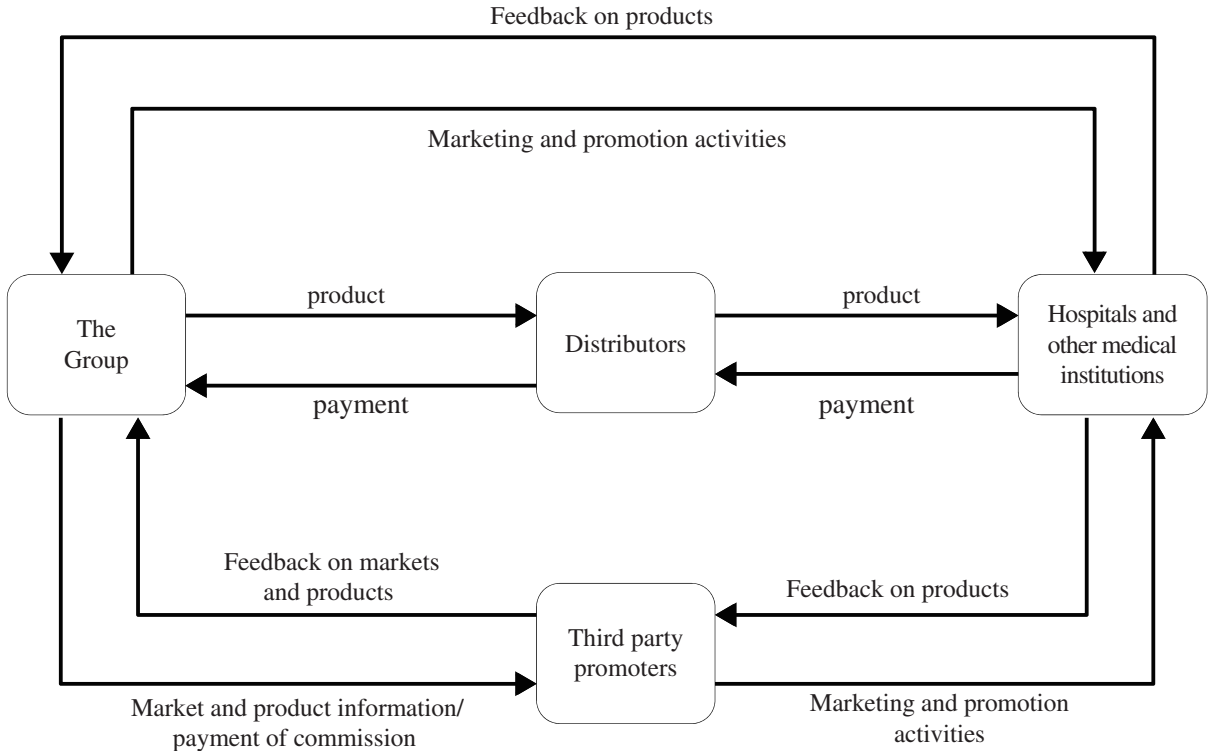 Feedback on products
Marketing and promotion activities
product
product
The
Group
Distributors
Hospitals and
other medical
institutions
payment
payment
Feedback on markets
and products
Feedback on products
Third party
promoters
Market and product information/
payment of commission
Marketing and promotion
activities